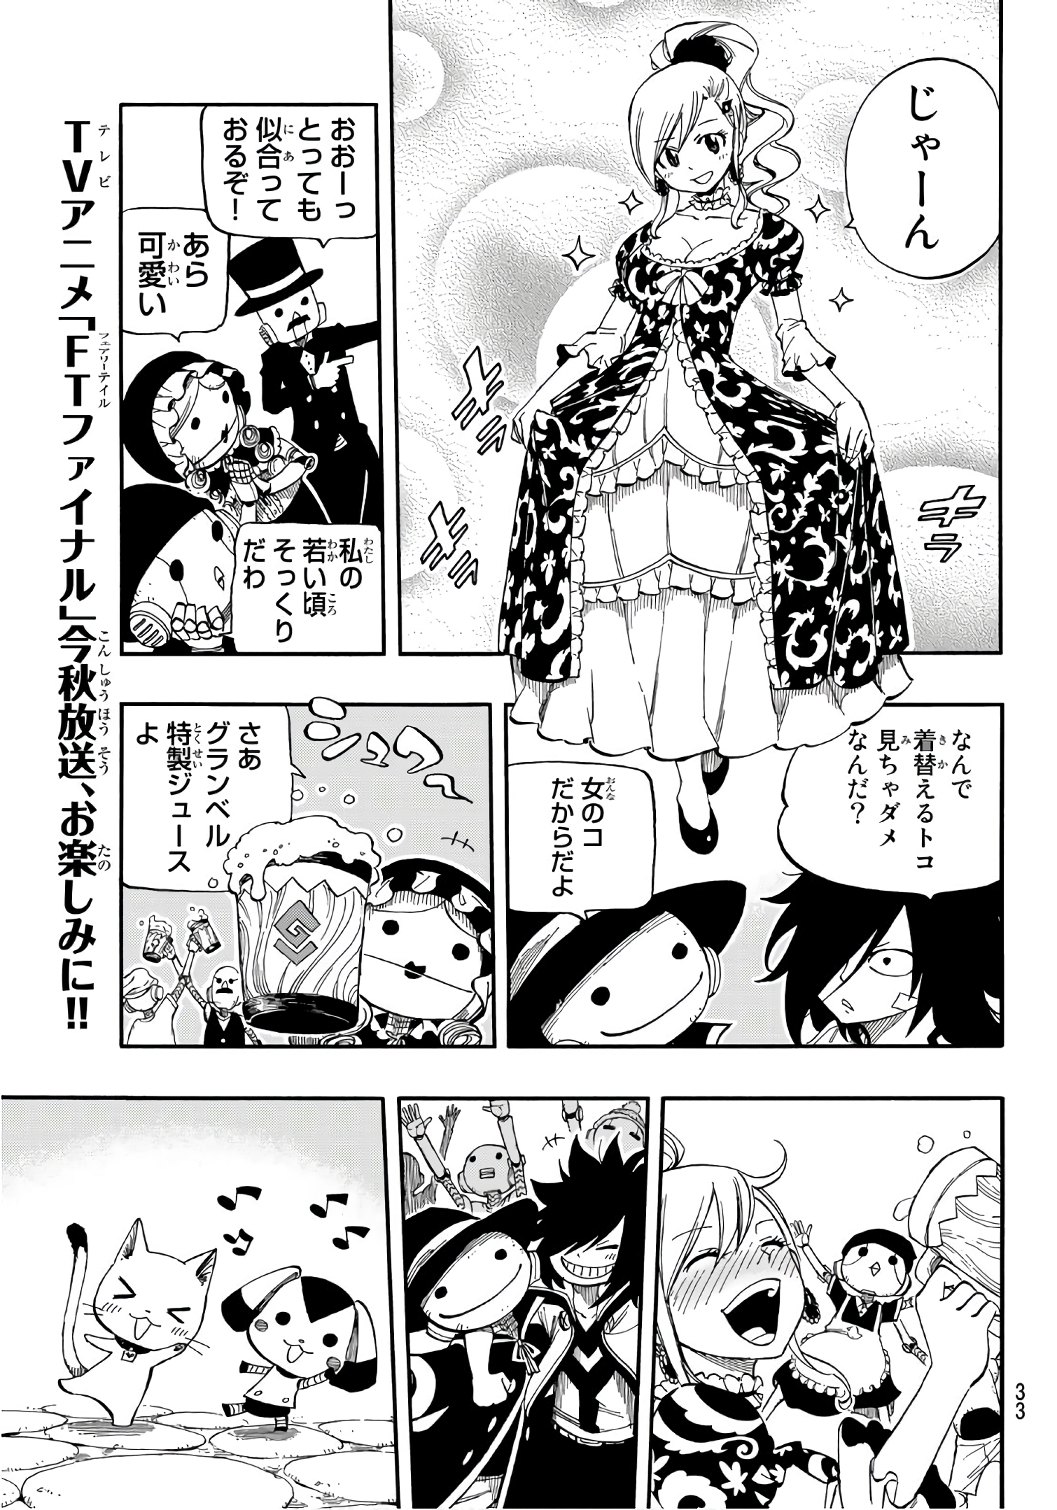 じゃーん
キラ
キラ
キラ
おおーっ
とっても
似合って
おるぞ！
あら
可愛い
私の
若い頃
そっくり
だわ
なんで
着替えるトコ
見ちゃダメ
なんだ？
女のコ
だからだよ
シュワッ
さあ
グランベル
特製ジュース
よ
TVアニメ「FTファイナル」今秋放送、お楽しみに!!
33